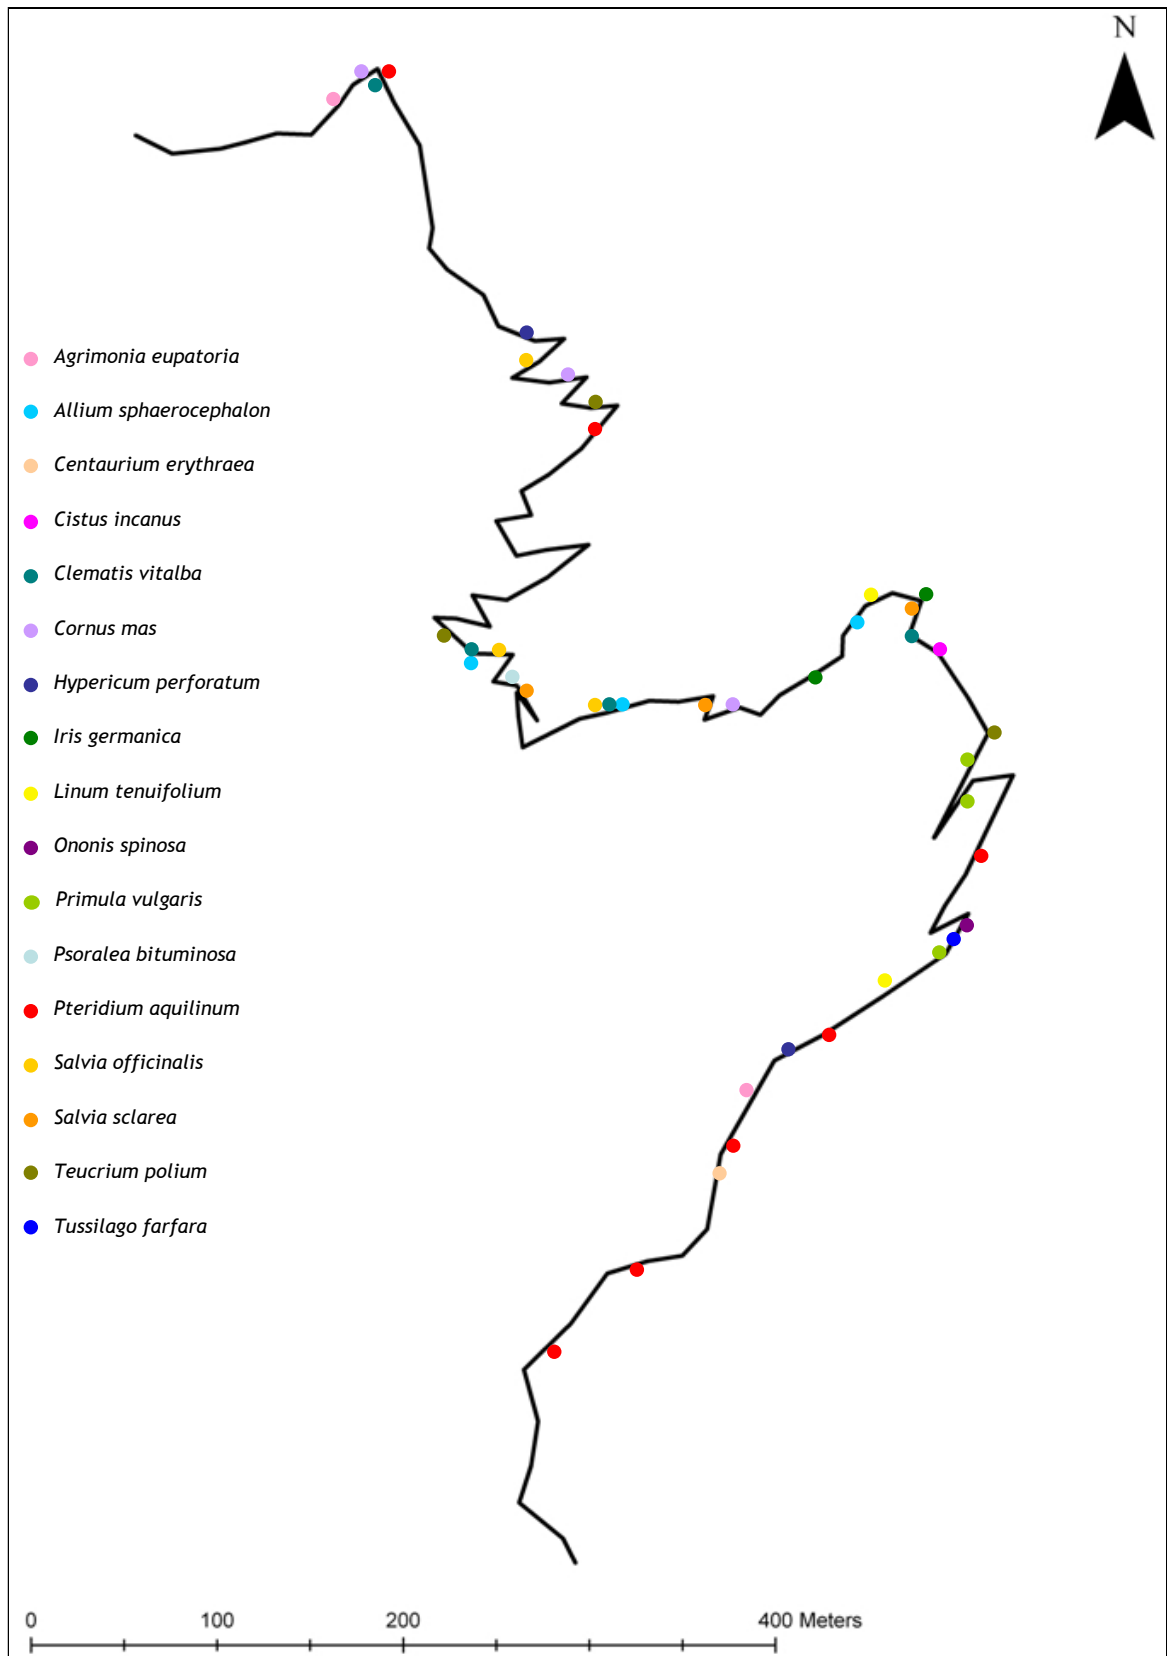 N
Agrimonia eupatoria
Allium sphaerocephalon
Centaurium erythraea
Cistus incanus
Clematis vitalba
Cornus mas
Hypericum perforatum
Iris germanica
Linum tenuifolium
Ononis spinosa
Primula vulgaris
Psoralea bituminosa
Pteridium aquilinum
Salvia officinalis
Salvia sclarea
Teucrium polium
Tussilago farfara
0 100 200 400 Meters